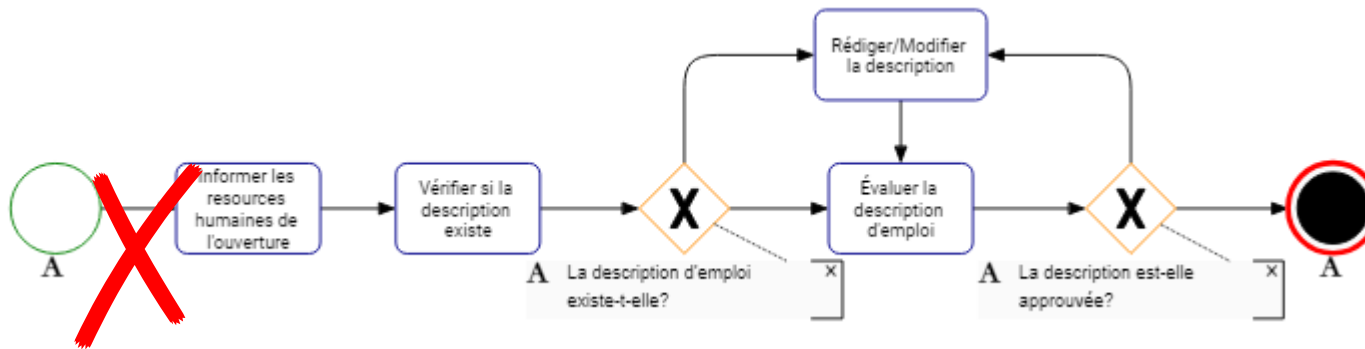 Rédiger/Modifier
la description
Informer les
resources
humaines de
l'ouverture
Vérifier si la
description
existe
X
Évaluer la
description
d'emploi
X
A
A La description d'emploi
existe-t-elle?
x
A La description est-elle
approuvée?
x
A